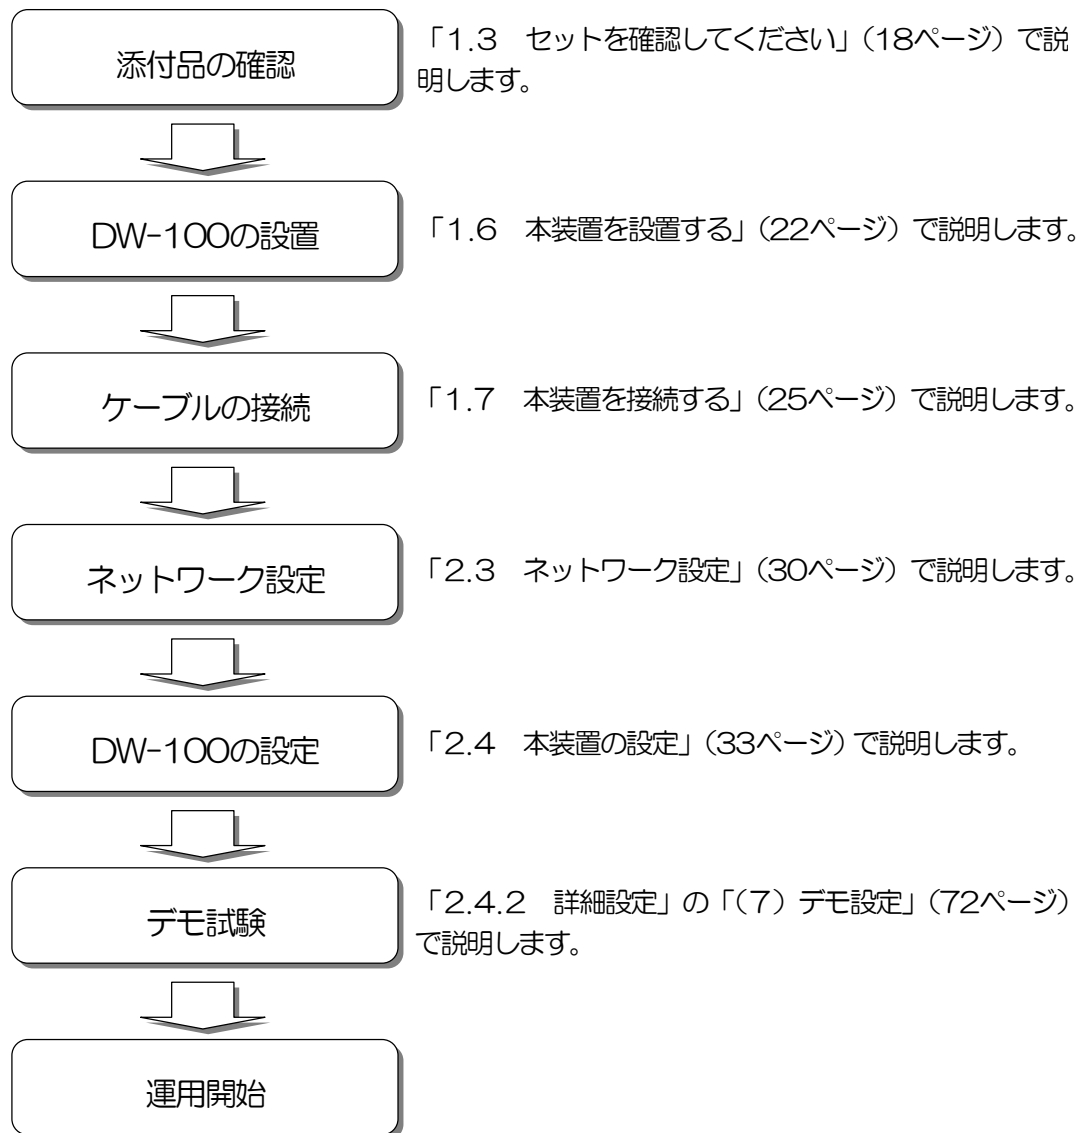 添付品の確認
「1.3　セットを確認してください」（18ページ）で説
明します。
DW-100の設置
「1.6　本装置を設置する」（22ページ）で説明します。
ケーブルの接続
「1.7　本装置を接続する」（25ページ）で説明します。
ネットワーク設定
「2.3　ネットワーク設定」（30ページ）で説明します。
DW-100の設定
「2.4　本装置の設定」（33ページ）で説明します。
デモ試験
「2.4.2　詳細設定」の「（7）デモ設定」（72ページ）
で説明します。
運用開始